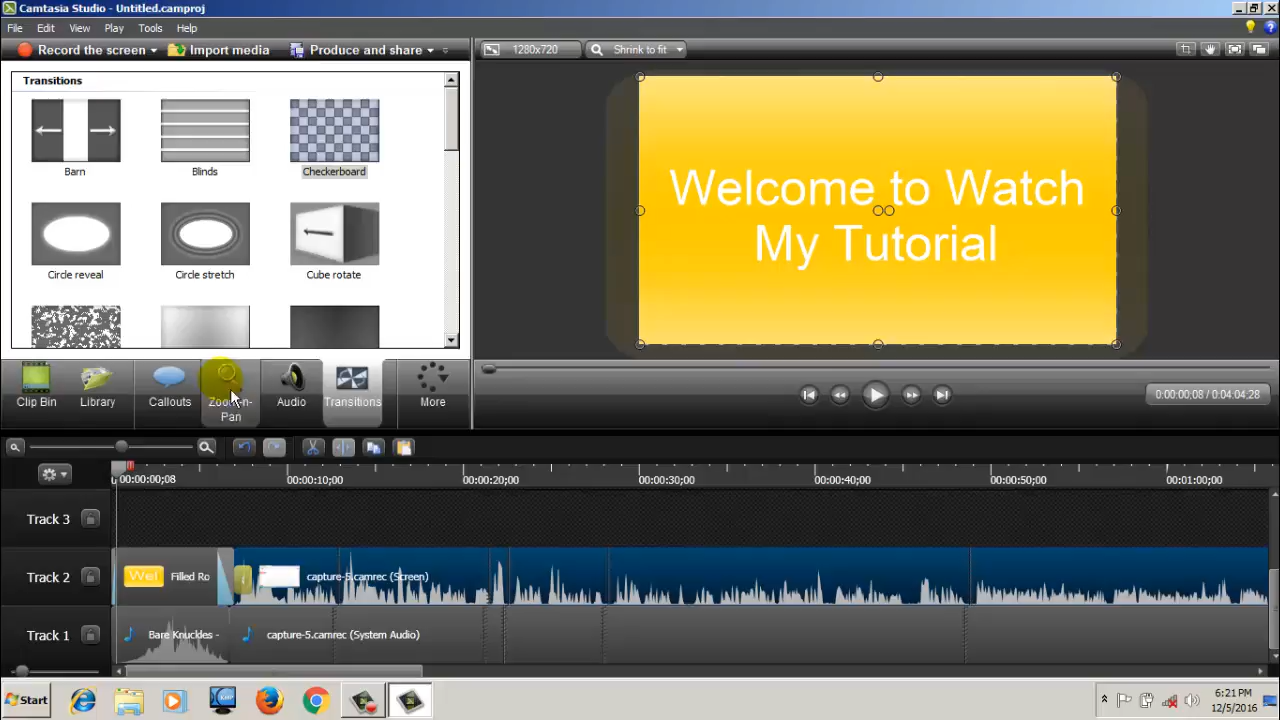 Camtasia Studio - Untitled.camproj
File Edit View Play Tools Help
Record the screen Import media Produce and share
1280x720 Shrink to fit
Transitions
Barn Blinds Checkerboard
Circle reveal Circle stretch Cube rotate
Welcome to Watch
My Tutorial
Clip Bin Library Callouts Zoom-n-
Pan Audio Transitions More
0:00:00;08 / 0:04:04;28
00:00:00;08 00:00:10;00 00:00:20;00 00:00:30;00 00:00:40;00 00:00:50;00 00:01:00;00
Track 3
Track 2 Wel Filled Ro capture-5.camrec (Screen)
Track 1 Bare Knuckles - capture-5.camrec (System Audio)
Start
6:21 PM
12/5/2016